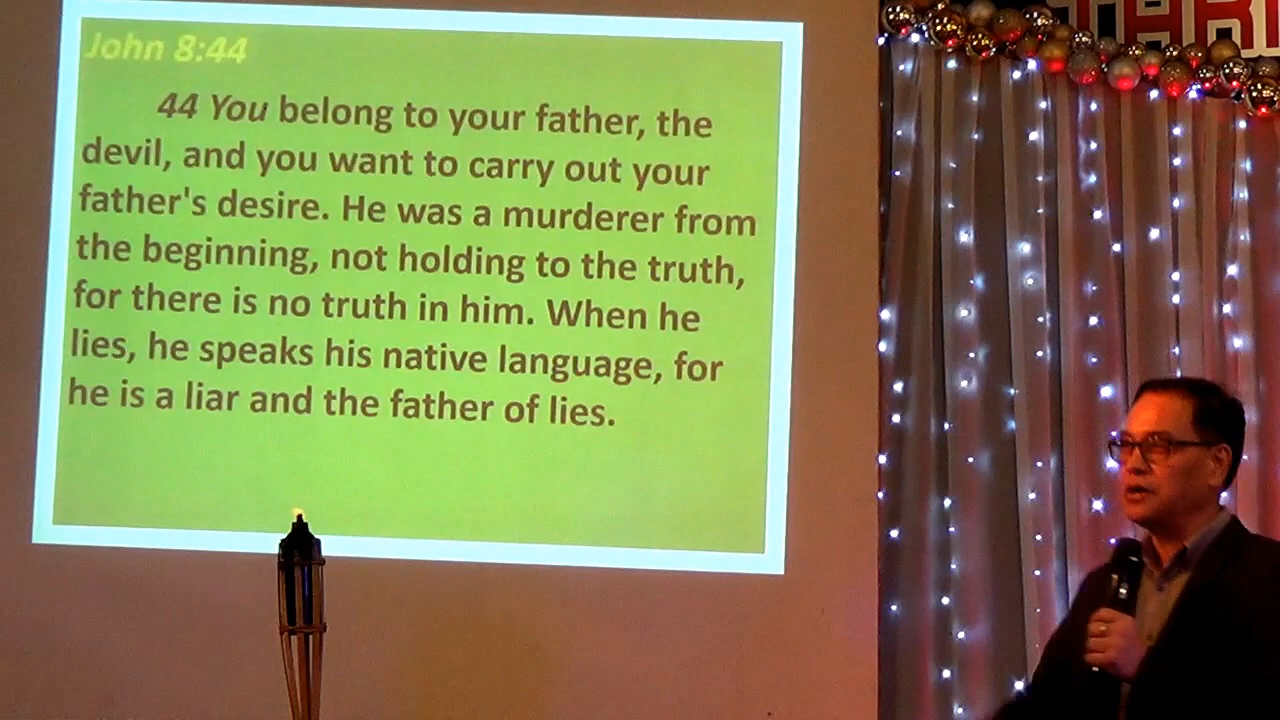 John 8:44
44 You belong to your father, the
devil, and you want to carry out your
father's desire. He was a murderer from
the beginning, not holding to the truth,
for there is no truth in him. When he
lies, he speaks his native language, for
he is a liar and the father of lies.